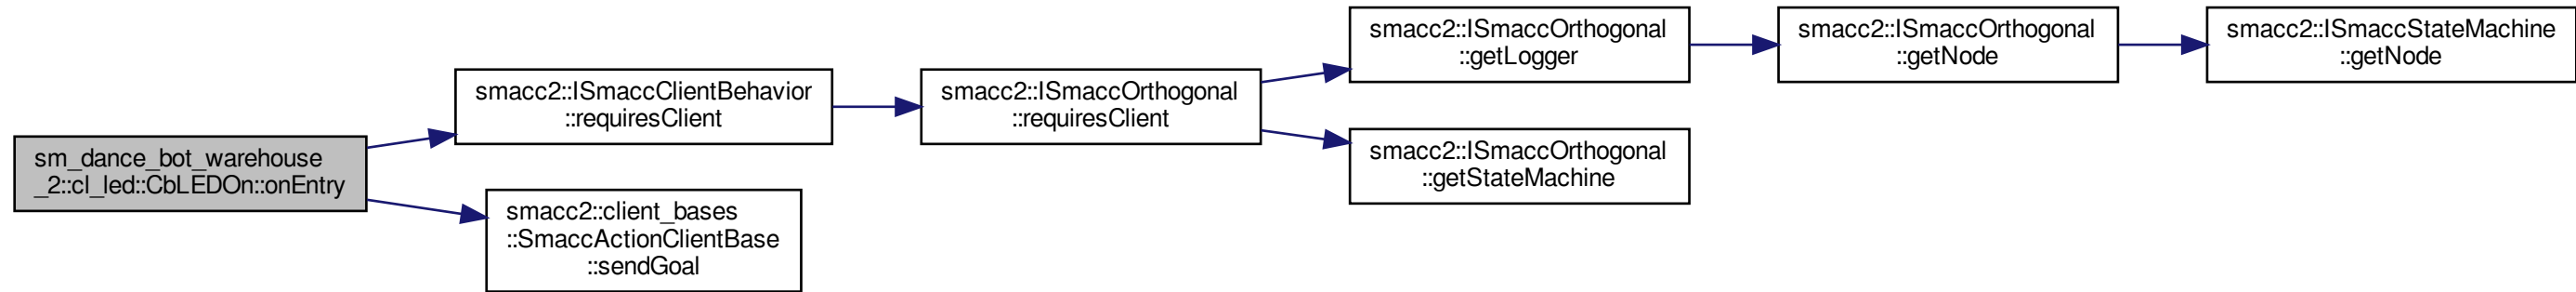 sm_dance_bot_warehouse
_2::cl_led::CbLEDOn::onEntry
smacc2::ISmaccClientBehavior
::requiresClient
smacc2::ISmaccOrthogonal
::requiresClient
smacc2::ISmaccOrthogonal
::getLogger
smacc2::ISmaccOrthogonal
::getNode
smacc2::ISmaccStateMachine
::getNode
smacc2::ISmaccOrthogonal
::getStateMachine
smacc2::client_bases
::SmaccActionClientBase
::sendGoal